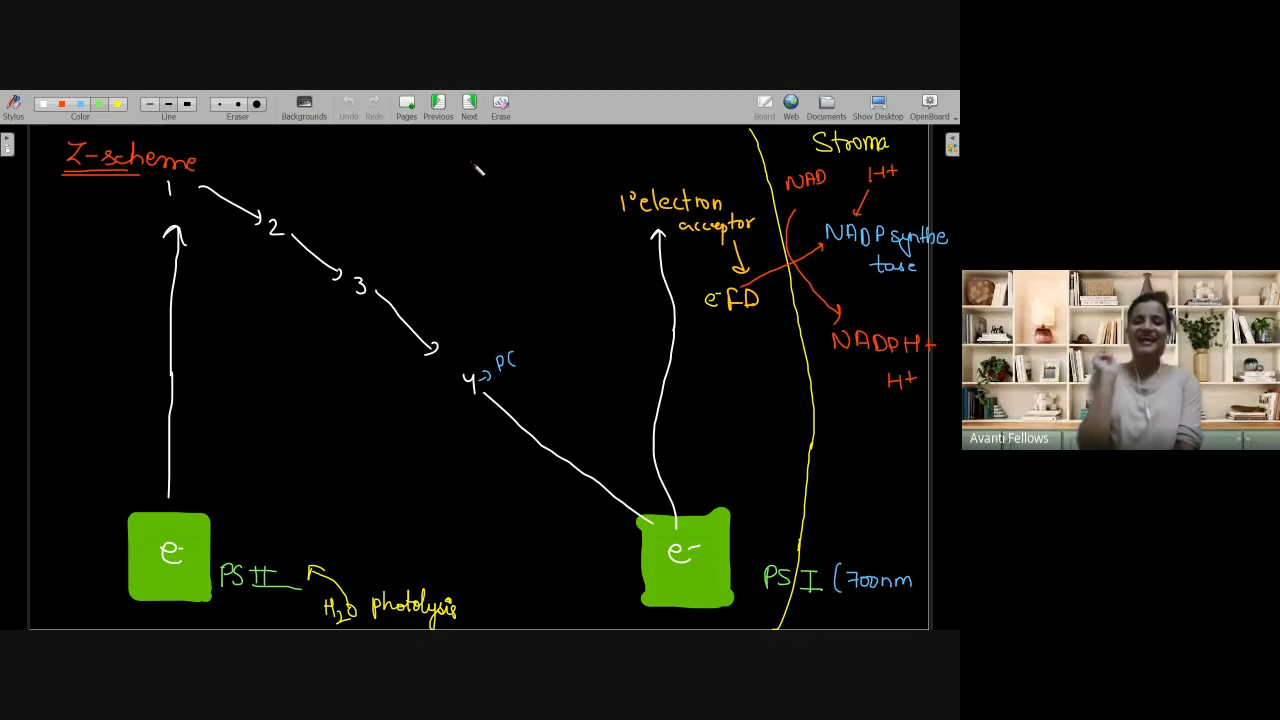 Stylus
Color
Line
Eraser
Backgrounds
Undo
Redo
Pages
Previous
Next
Erase
Board
Web
Documents
Show Desktop
OpenBoard
Z-scheme
Stroma
1
NAD
H+
1° electron
acceptor
2
NADP synthe
tase
3
e- FD
NADPH+
H+
4 → PC
Avanti Fellows
e-
e-
PS II
PS I (700nm
H2O photolysis